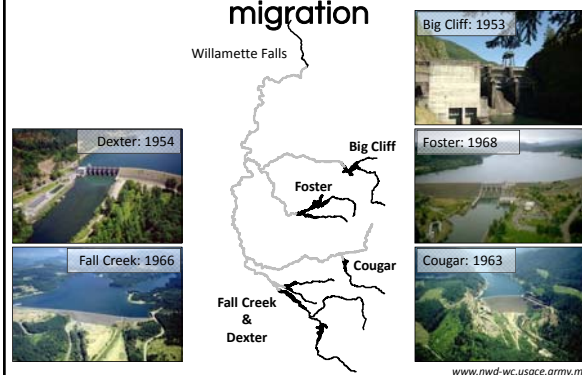 migration
Willamette Falls
Big Cliff: 1953
Dexter: 1954
Big Cliff
Foster: 1968
Foster
Fall Creek: 1966
Cougar
Cougar: 1963
Fall Creek
&
Dexter